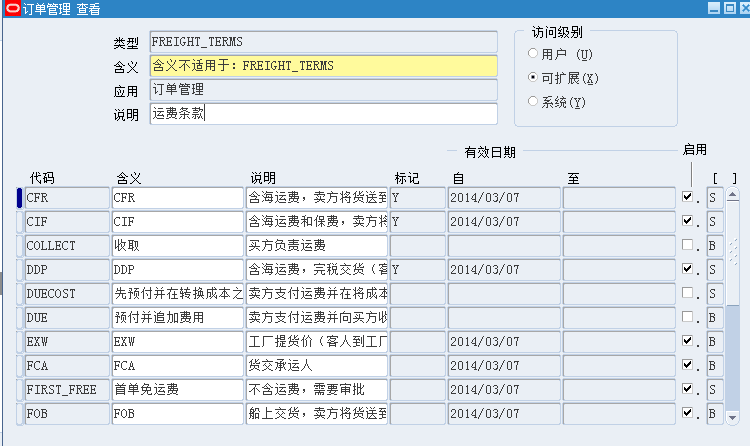 订单管理 查看
类型 FREIGHT_TERMS
含义 含义不适用于: FREIGHT_TERMS
应用 订单管理
说明 运费条款
访问级别
用户 (U)
可扩展(X)
系统(Y)
有效日期 启用
代码 含义 说明 标记 自 至 [ ]
CFR CFR 含海运费，卖方将货送到 Y 2014/03/07 . S
CIF CIF 含海运费和保费，卖方将 Y 2014/03/07 . S
COLLECT 收取 买方负责运费 . B
DDP DDP 含海运费，完税交货（客 Y 2014/03/07 . S
DUECOST 先预付并在转换成本之 卖方支付运费并在将成本 . S
DUE 预付并追加费用 卖方支付运费并向买方收 . B
EXW EXW 工厂提货价（客人到工厂 2014/03/07 . B
FCA FCA 货交承运人 2014/03/07 . B
FIRST_FREE 首单免运费 不含运费，需要审批 2014/03/07 . S
FOB FOB 船上交货，卖方将货送到 2014/03/07 . B